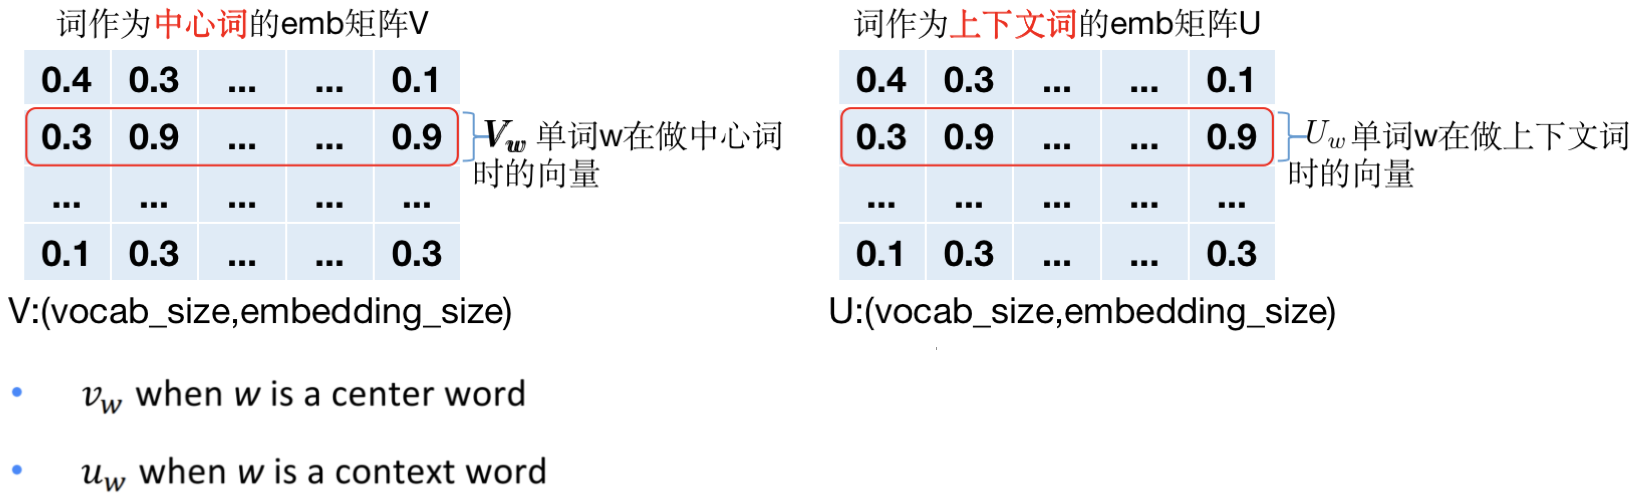 词作为中心词的emb矩阵V
0.4 0.3 ... ... 0.1
0.3 0.9 ... ... 0.9
... ... ... ... ...
0.1 0.3 ... ... 0.3
V_w 单词w在做中心词
时的向量
V:(vocab_size,embedding_size)
词作为上下文词的emb矩阵U
0.4 0.3 ... ... 0.1
0.3 0.9 ... ... 0.9
... ... ... ... ...
0.1 0.3 ... ... 0.3
U_w 单词w在做上下文词
时的向量
U:(vocab_size,embedding_size)
• v_w when w is a center word
• u_w when w is a context word